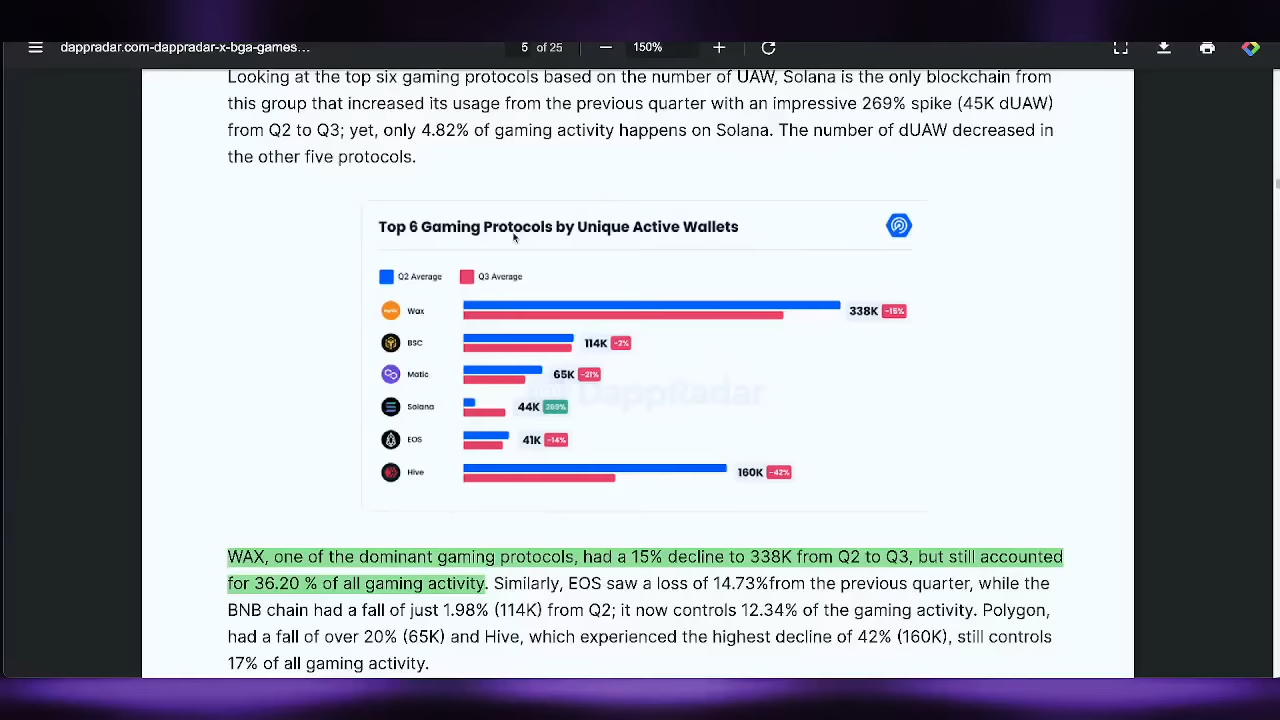 dappradar.com-dappradar-x-bga-games...
5 of 25
150%
Looking at the top six gaming protocols based on the number of UAW, Solana is the only blockchain from
this group that increased its usage from the previous quarter with an impressive 269% spike (45K dUAW)
from Q2 to Q3; yet, only 4.82% of gaming activity happens on Solana. The number of dUAW decreased in
the other five protocols.
Top 6 Gaming Protocols by Unique Active Wallets
Q2 Average Q3 Average
Wax 338K -15%
BSC 114K -2%
Matic 65K -21%
DappRadar
Solana 44K 269%
EOS 41K -14%
Hive 160K -42%
WAX, one of the dominant gaming protocols, had a 15% decline to 338K from Q2 to Q3, but still accounted
for 36.20 % of all gaming activity. Similarly, EOS saw a loss of 14.73%from the previous quarter, while the
BNB chain had a fall of just 1.98% (114K) from Q2; it now controls 12.34% of the gaming activity. Polygon,
had a fall of over 20% (65K) and Hive, which experienced the highest decline of 42% (160K), still controls
17% of all gaming activity.